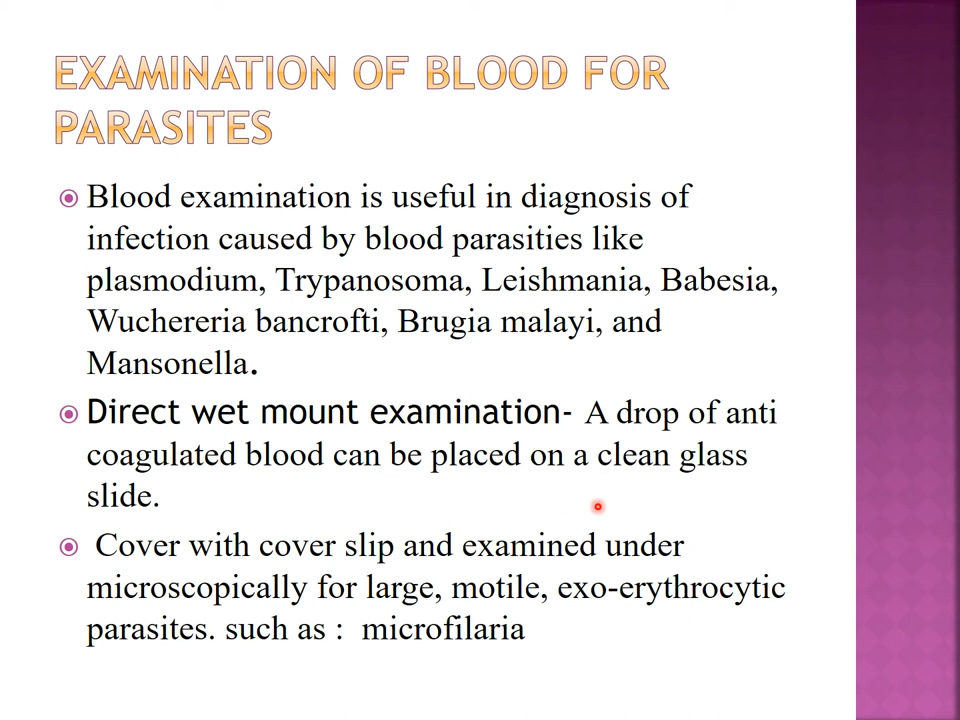 EXAMINATION OF BLOOD FOR
PARASITES
Blood examination is useful in diagnosis of
infection caused by blood parasities like
plasmodium, Trypanosoma, Leishmania, Babesia,
Wuchereria bancrofti, Brugia malayi, and
Mansonella.
Direct wet mount examination- A drop of anti
coagulated blood can be placed on a clean glass
slide.
Cover with cover slip and examined under
microscopically for large, motile, exo-erythrocytic
parasites. such as : microfilaria